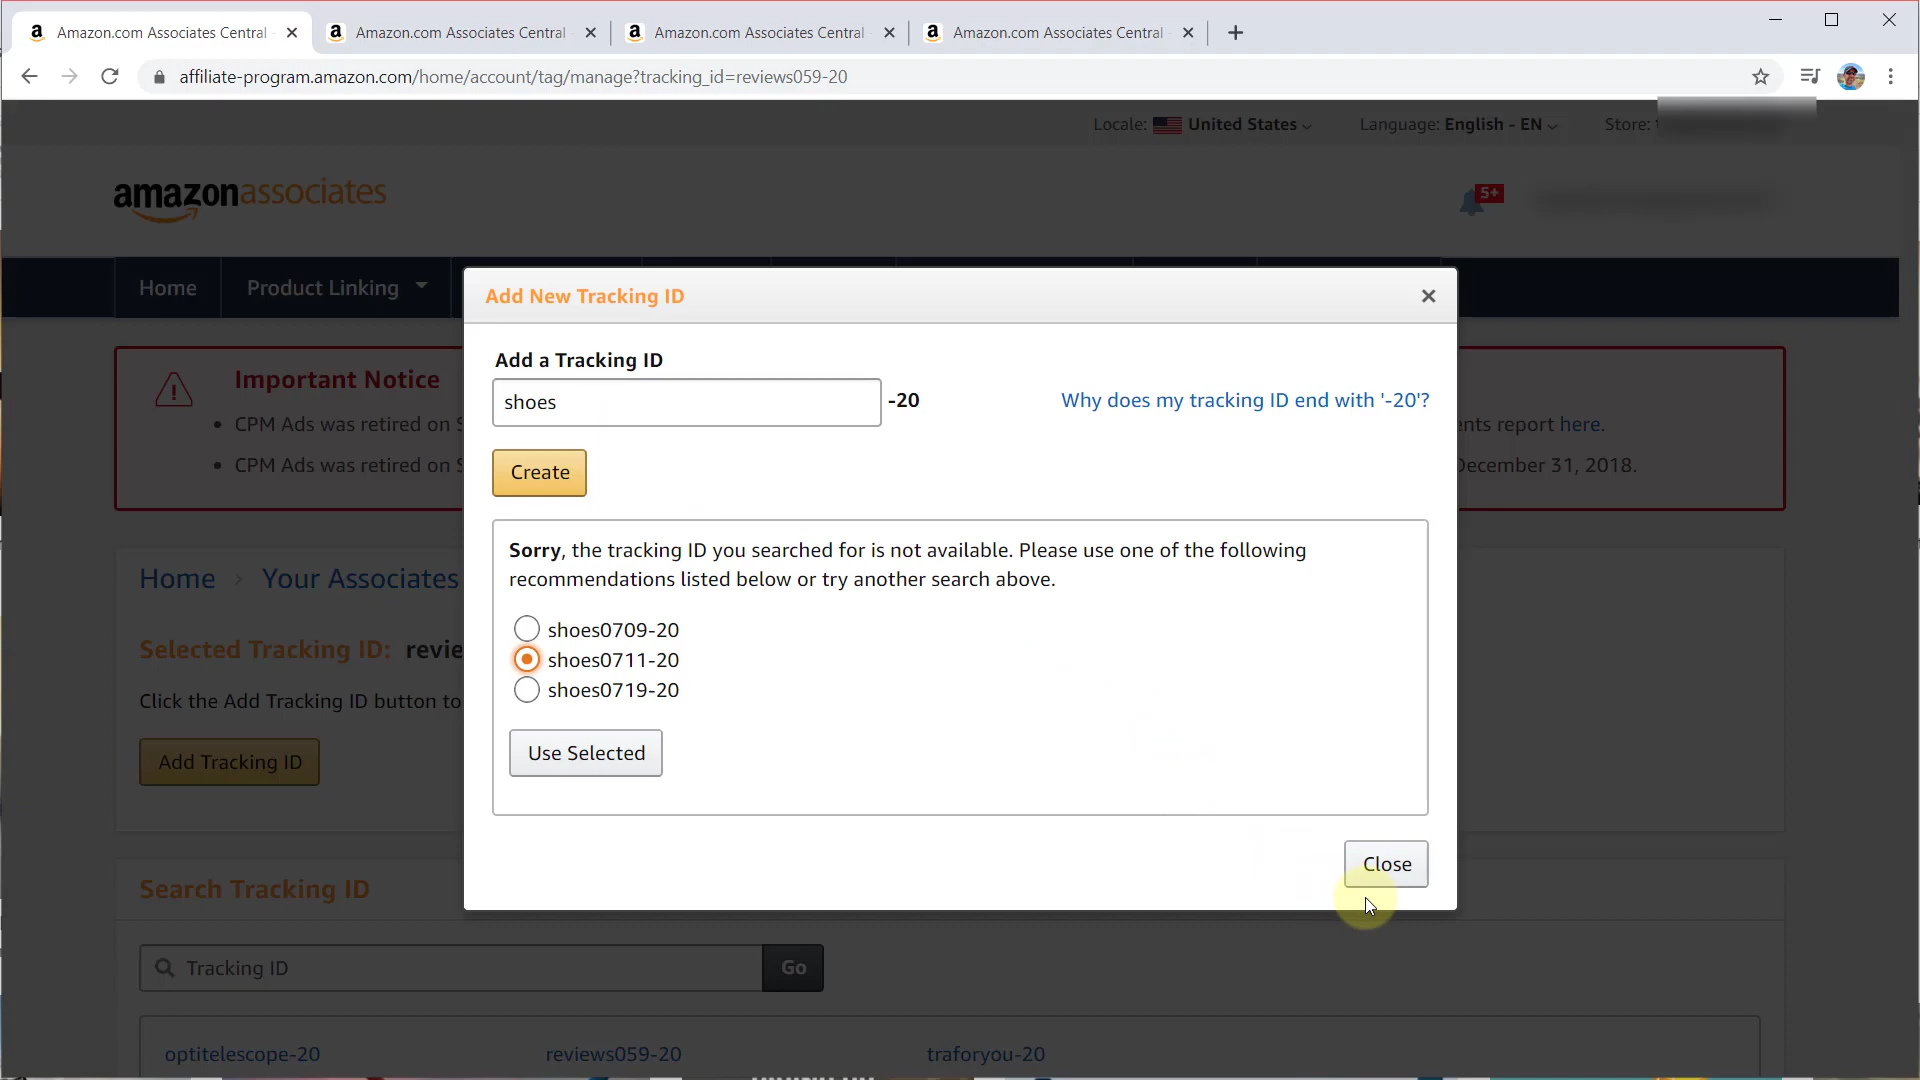 Amazon.com Associates Central
Amazon.com Associates Central
Amazon.com Associates Central
Amazon.com Associates Central
affiliate-program.amazon.com/home/account/tag/manage?tracking_id=reviews059-20
Locale: United States Language: English - EN Store:
amazonassociates
5+
Home Product Linking
Add New Tracking ID
Add a Tracking ID
shoes -20 Why does my tracking ID end with '-20'?
Create
Sorry, the tracking ID you searched for is not available. Please use one of the following
recommendations listed below or try another search above.
shoes0709-20
shoes0711-20
shoes0719-20
Use Selected
Close
Important Notice
CPM Ads was retired on here.
CPM Ads was retired on December 31, 2018.
Home Your Associates
Selected Tracking ID: revie
Click the Add Tracking ID button to
Add Tracking ID
Search Tracking ID
Tracking ID Go
optitelescope-20 reviews059-20 traforyou-20